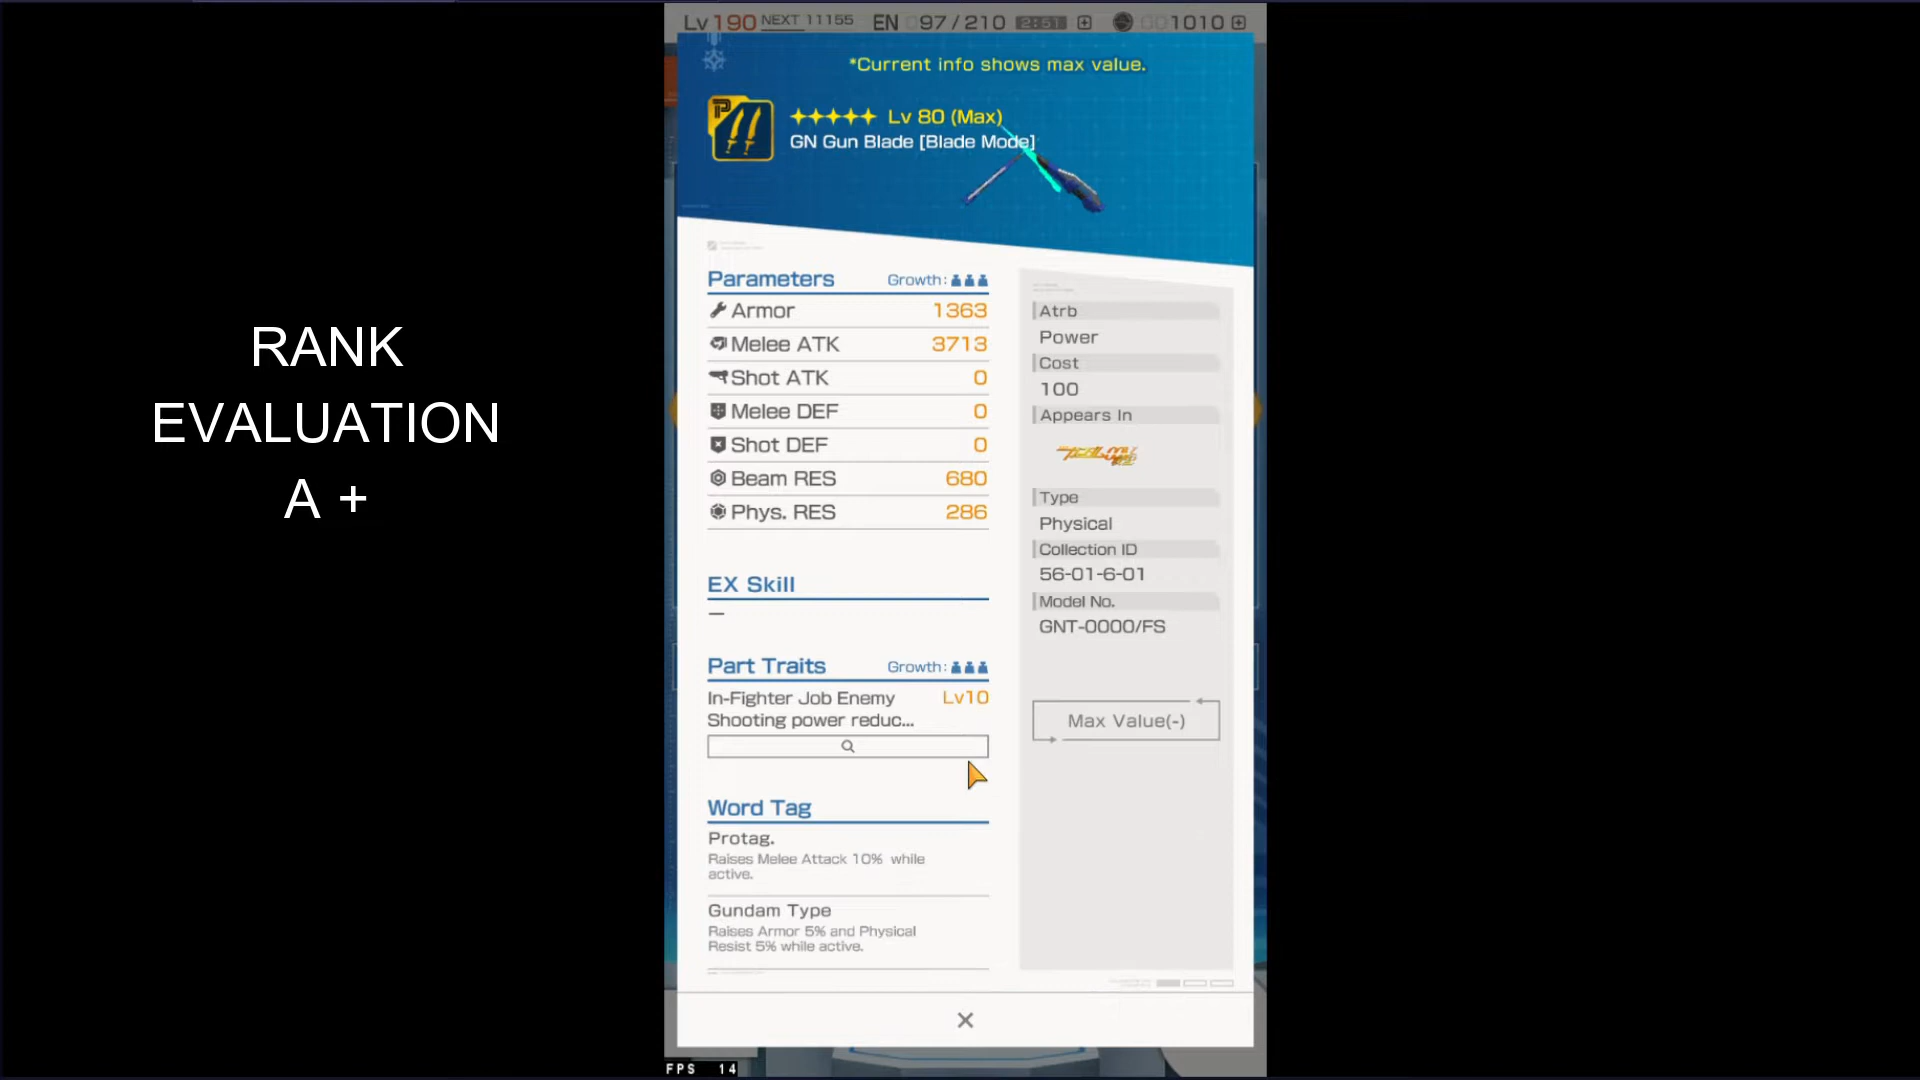 Lv 190 NEXT 11155 EN 097/210 2:51 001010
*Current info shows max value.
Lv 80 (Max)
GN Gun Blade [Blade Mode]
RANK
EVALUATION
A +
Parameters Growth:
Armor 1363
Melee ATK 3713
Shot ATK 0
Melee DEF 0
Shot DEF 0
Beam RES 680
Phys. RES 286
EX Skill
—
Part Traits Growth:
In-Fighter Job Enemy Lv10
Shooting power reduc...
Word Tag
Protag.
Raises Melee Attack 10% while
active.
Gundam Type
Raises Armor 5% and Physical
Resist 5% while active.
Atrb
Power
Cost
100
Appears In
Type
Physical
Collection ID
56-01-6-01
Model No.
GNT-0000/FS
Max Value(-)
FPS 14